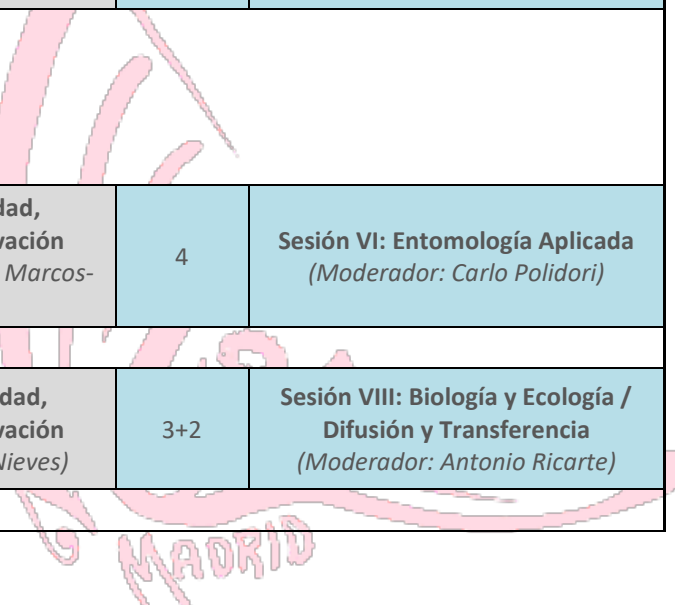 dad,
vación
Marcos-
4
Sesión VI: Entomología Aplicada
(Moderador: Carlo Polidori)
dad,
vación
Nieves)
3+2
Sesión VIII: Biología y Ecología /
Difusión y Transferencia
(Moderador: Antonio Ricarte)
MADRID